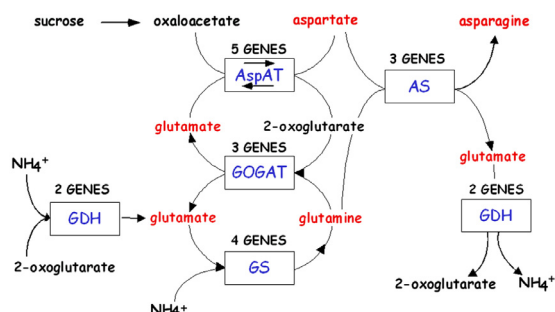 sucrose
oxaloacetate
aspartate
asparagine
5 GENES
AspAT
3 GENES
AS
glutamate
2-oxoglutarate
3 GENES
GOGAT
glutamate
NH4+
2 GENES
GDH
glutamate
glutamine
2 GENES
GDH
4 GENES
GS
2-oxoglutarate
2-oxoglutarate
NH4+
NH4+